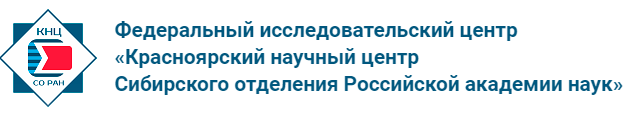 КНЦ
СО РАН
Федеральный исследовательский центр
«Красноярский научный центр
Сибирского отделения Российской академии наук»